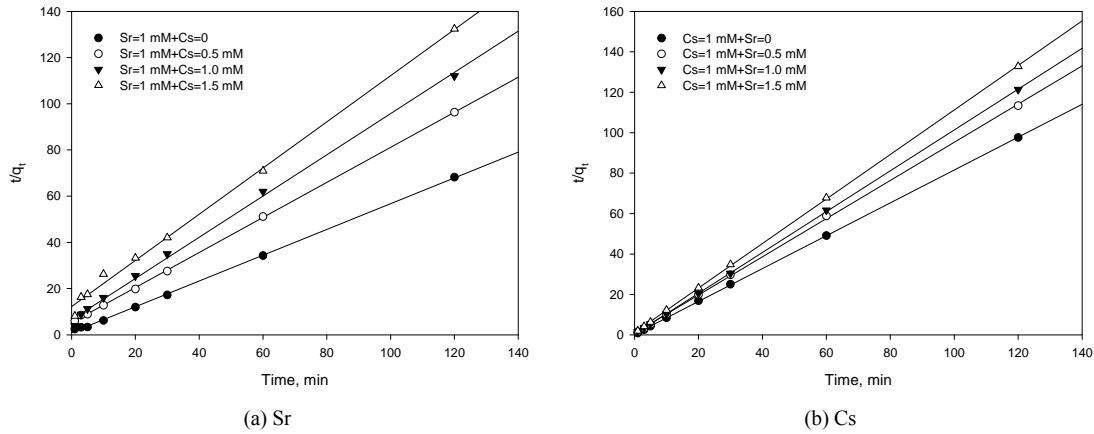 140
120
100
80
60
40
20
0
t/qt
Sr=1 mM+Cs=0
Sr=1 mM+Cs=0.5 mM
Sr=1 mM+Cs=1.0 mM
Sr=1 mM+Cs=1.5 mM
0 20 40 60 80 100 120 140
Time, min
(a) Sr
160
140
120
100
80
60
40
20
0
t/qt
Cs=1 mM+Sr=0
Cs=1 mM+Sr=0.5 mM
Cs=1 mM+Sr=1.0 mM
Cs=1 mM+Sr=1.5 mM
0 20 40 60 80 100 120 140
Time, min
(b) Cs